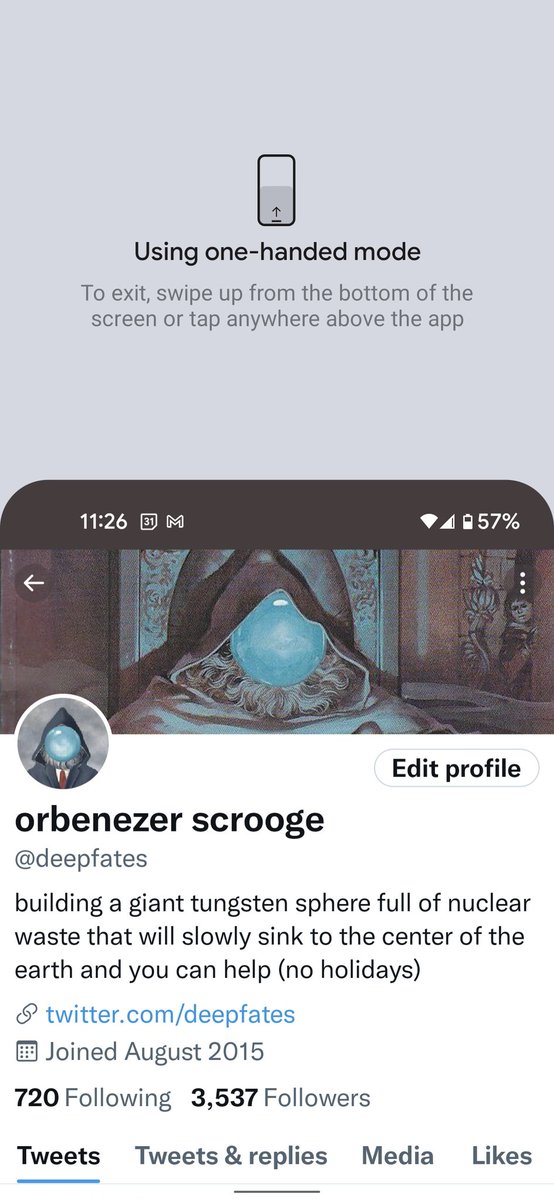 Using one-handed mode
To exit, swipe up from the bottom of the
screen or tap anywhere above the app
11:26 31 57%
Edit profile
orbenezer scrooge
@deepfates
building a giant tungsten sphere full of nuclear
waste that will slowly sink to the center of the
earth and you can help (no holidays)
twitter.com/deepfates
Joined August 2015
720 Following 3,537 Followers
Tweets Tweets & replies Media Likes